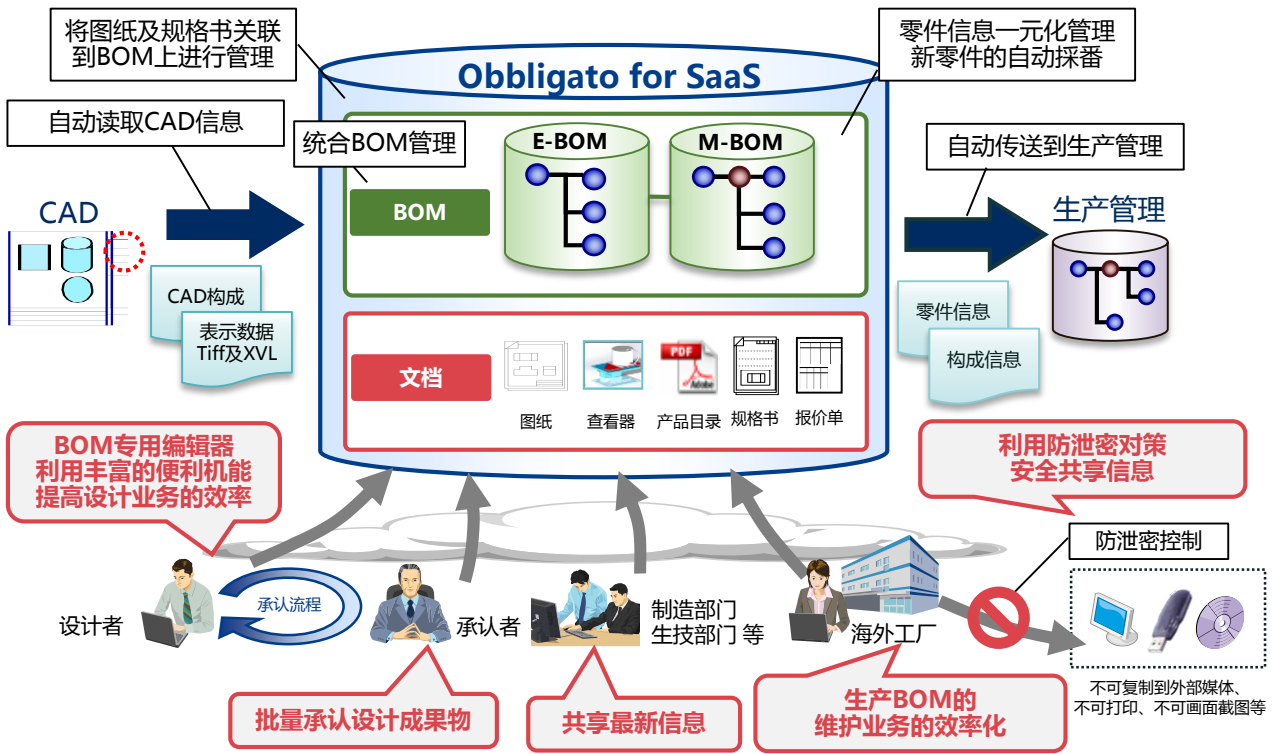 将图纸及规格书关联
到BOM上进行管理
零件信息一元化管理
新零件的自动採番
Obbligato for SaaS
自动读取CAD信息
统合BOM管理
E-BOM
M-BOM
自动传送到生产管理
BOM
CAD
生产管理
CAD构成
表示数据
Tiff及XVL
零件信息
构成信息
文档
PDF
Adobe
图纸
查看器
产品目录
规格书
报价单
BOM专用编辑器
利用丰富的便利机能
提高设计业务的效率
利用防泄密对策
安全共享信息
防泄密控制
设计者
承认流程
承认者
制造部门
生技部门 等
海外工厂
批量承认设计成果物
共享最新信息
生产BOM的
维护业务的效率化
不可复制到外部媒体、
不可打印、不可画面截图等